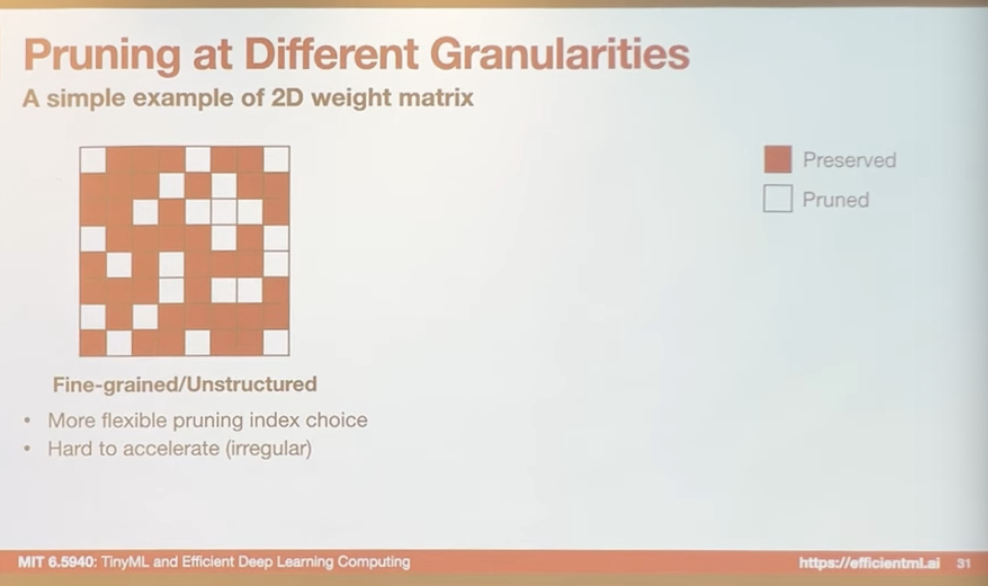 Pruning at Different Granularities
A simple example of 2D weight matrix
Preserved
Pruned
Fine-grained/Unstructured
• More flexible pruning index choice
• Hard to accelerate (irregular)
MIT 6.5940: TinyML and Efficient Deep Learning Computing
https://efficientml.ai 31